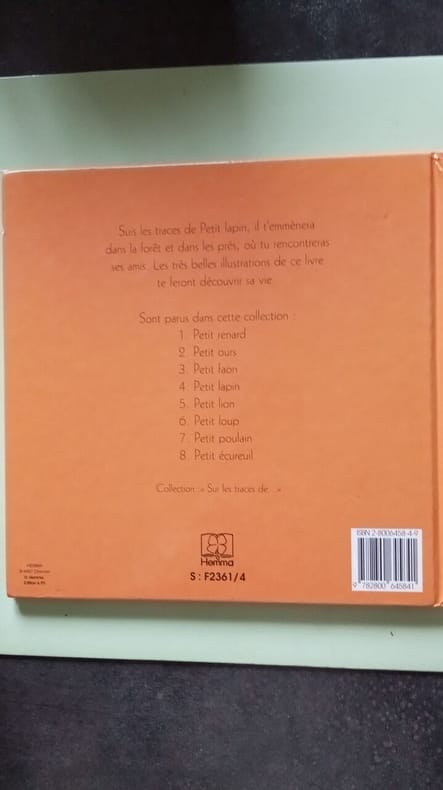 Suis les traces de Petit lapin, il t'emmènera
dans la forêt et dans les prés, où tu rencontreras
ses amis. Les très belles illustrations de ce livre
te feront découvrir sa vie.
Sont parus dans cette collection :
1. Petit renard
2. Petit ours
3. Petit faon
4. Petit lapin
5. Petit lion
6. Petit loup
7. Petit poulain
8. Petit écureuil
Collection : « Sur les traces de... »
Hemma
S : F2361/4
ISBN 2-8006458-4-9
9 782800 645841